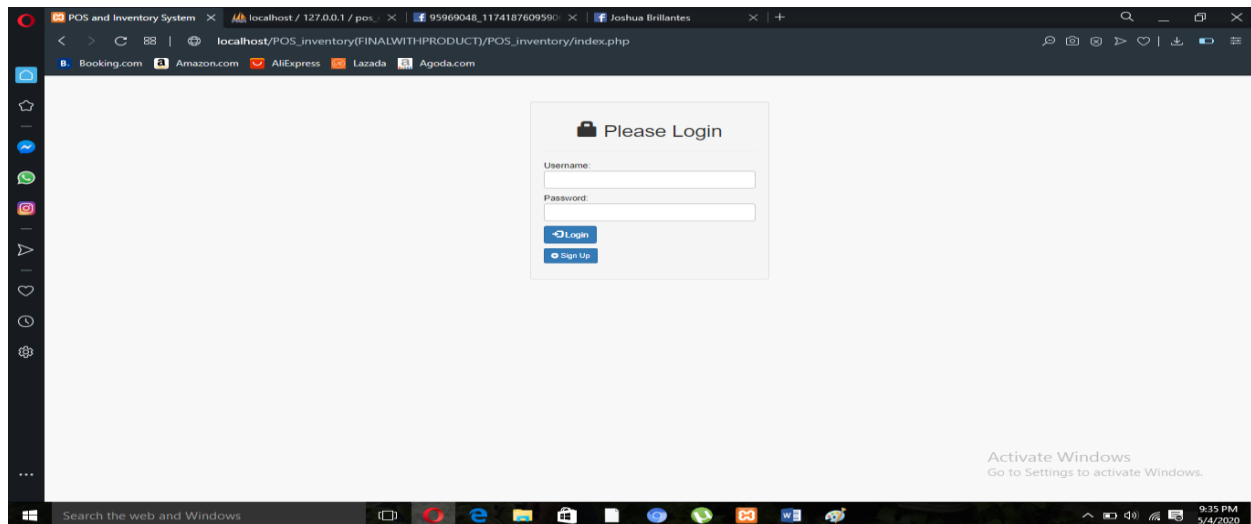 POS and Inventory System
localhost / 127.0.0.1 / pos_
Joshua Brillantes
localhost/POS_inventory(FINALWITHPRODUCT)/POS_inventory/index.php
B. Booking.com
a Amazon.com
AliExpress
Lazada
Agoda.com
Please Login
Username:
Password:
Login
Sign Up
Activate Windows
Go to Settings to activate Windows.
Search the web and Windows
9:35 PM
5/4/2020